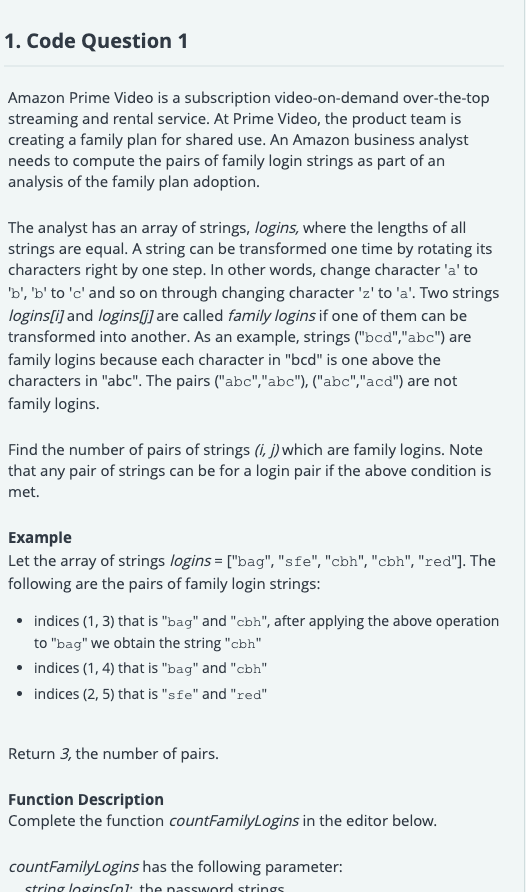 1. Code Question 1
Amazon Prime Video is a subscription video-on-demand over-the-top
streaming and rental service. At Prime Video, the product team is
creating a family plan for shared use. An Amazon business analyst
needs to compute the pairs of family login strings as part of an
analysis of the family plan adoption.
The analyst has an array of strings, logins, where the lengths of all
strings are equal. A string can be transformed one time by rotating its
characters right by one step. In other words, change character 'a' to
'b', 'b' to 'c' and so on through changing character 'z' to 'a'. Two strings
logins[i] and logins[j] are called family logins if one of them can be
transformed into another. As an example, strings ("bcd","abc") are
family logins because each character in "bcd" is one above the
characters in "abc". The pairs ("abc","abc"), ("abc","acd") are not
family logins.
Find the number of pairs of strings (i, j) which are family logins. Note
that any pair of strings can be for a login pair if the above condition is
met.
Example
Let the array of strings logins = ["bag", "sfe", "cbh", "cbh", "red"]. The
following are the pairs of family login strings:
• indices (1, 3) that is "bag" and "cbh", after applying the above operation
to "bag" we obtain the string "cbh"
• indices (1, 4) that is "bag" and "cbh"
• indices (2, 5) that is "sfe" and "red"
Return 3, the number of pairs.
Function Description
Complete the function countFamilyLogins in the editor below.
countFamilyLogins has the following parameter:
string logins[n]: the password strings